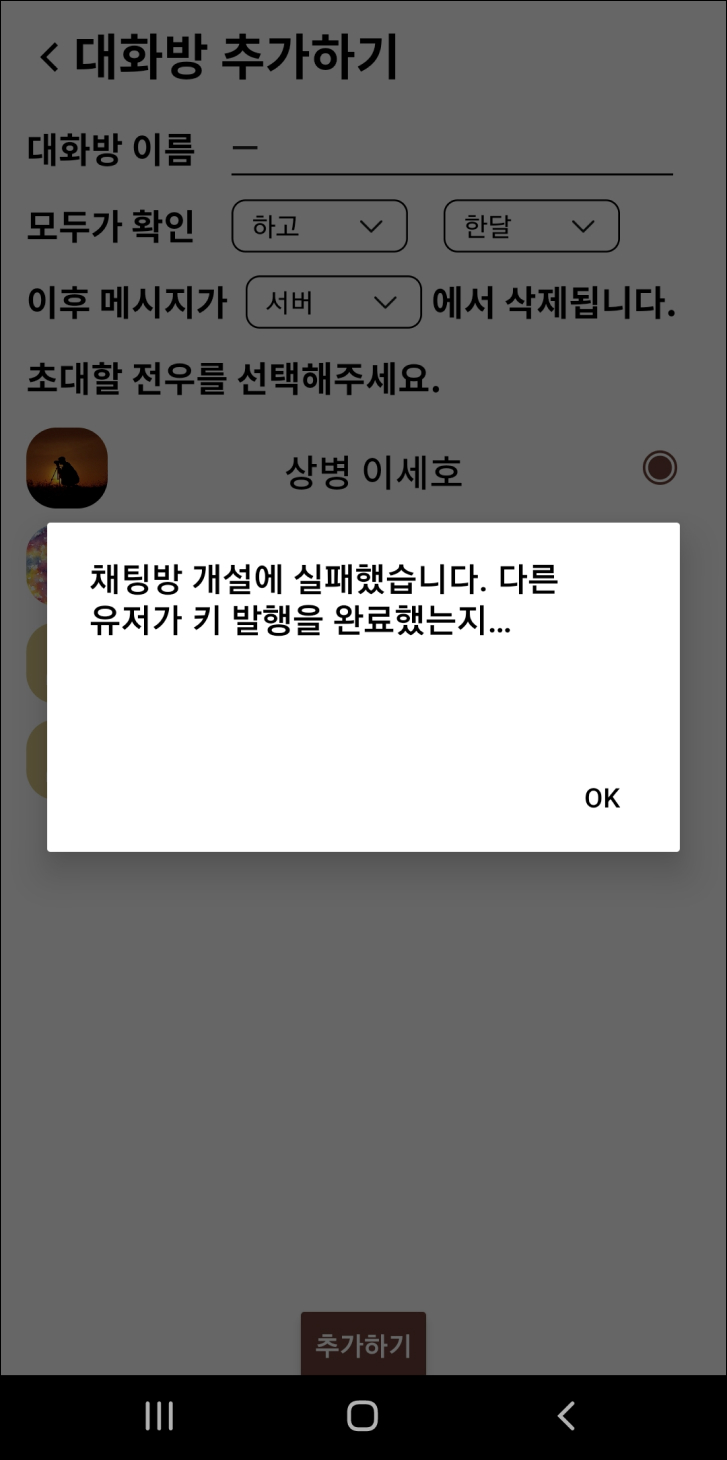 대화방 추가하기
대화방 이름 ㅡ
모두가 확인 하고 한달
이후 메시지가 서버 에서 삭제됩니다.
초대할 전우를 선택해주세요.
상병 이세호
채팅방 개설에 실패했습니다. 다른
유저가 키 발행을 완료했는지...
OK
추가하기